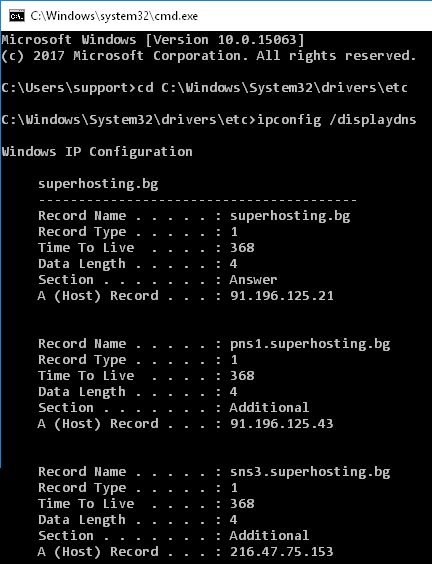 C:\Windows\system32\cmd.exe
Microsoft Windows [Version 10.0.15063]
(c) 2017 Microsoft Corporation. All rights reserved.
C:\Users\support>cd C:\Windows\System32\drivers\etc
C:\Windows\System32\drivers\etc>ipconfig /displaydns
Windows IP Configuration
superhosting.bg
----------------------------------------
Record Name . . . . . : superhosting.bg
Record Type . . . . . : 1
Time To Live  . . . . : 368
Data Length . . . . . : 4
Section . . . . . . . : Answer
A (Host) Record . . . : 91.196.125.21
Record Name . . . . . : pns1.superhosting.bg
Record Type . . . . . : 1
Time To Live  . . . . : 368
Data Length . . . . . : 4
Section . . . . . . . : Additional
A (Host) Record . . . : 91.196.125.43
Record Name . . . . . : sns3.superhosting.bg
Record Type . . . . . : 1
Time To Live  . . . . : 368
Data Length . . . . . : 4
Section . . . . . . . : Additional
A (Host) Record . . . : 216.47.75.153